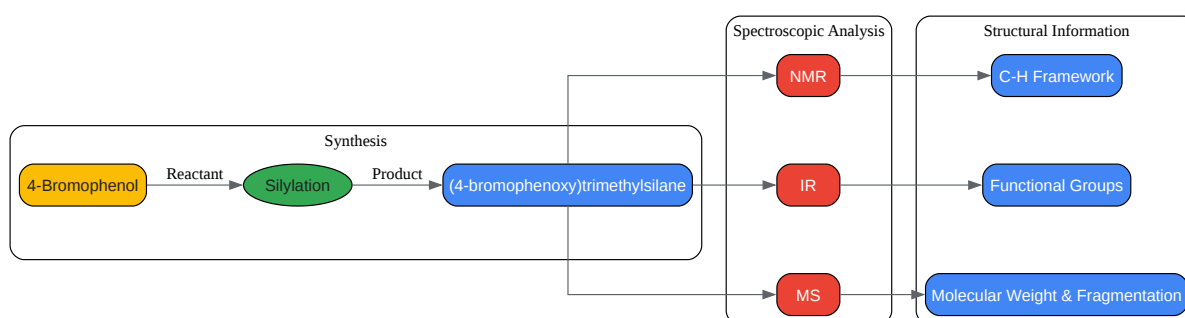 Spectroscopic Analysis
Structural Information
NMR
C-H Framework
Synthesis
4-Bromophenol
Reactant
Silylation
Product
(4-bromophenoxy)trimethylsilane
IR
Functional Groups
MS
Molecular Weight & Fragmentation